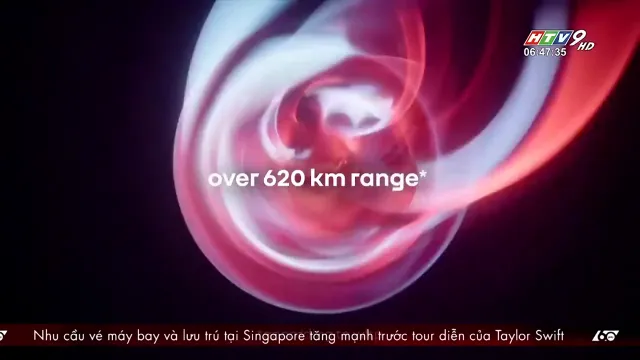 HTV9 HD
06:47:35
over 620 km range*
Nhu cầu vé máy bay và lưu trú tại Singapore tăng mạnh trước tour diễn của Taylor Swift